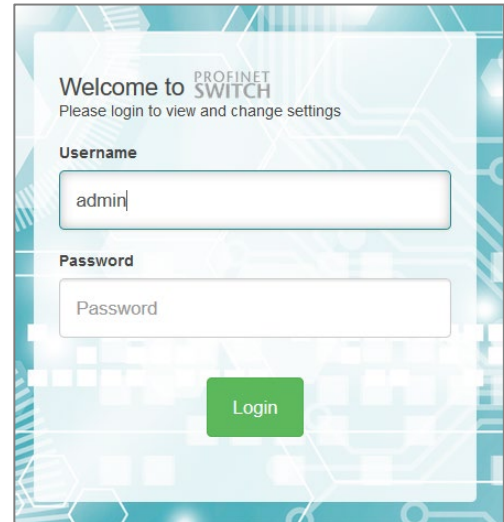 Welcome to PROFINET SWITCH
Please login to view and change settings
Username
admin
Password
Password
Login